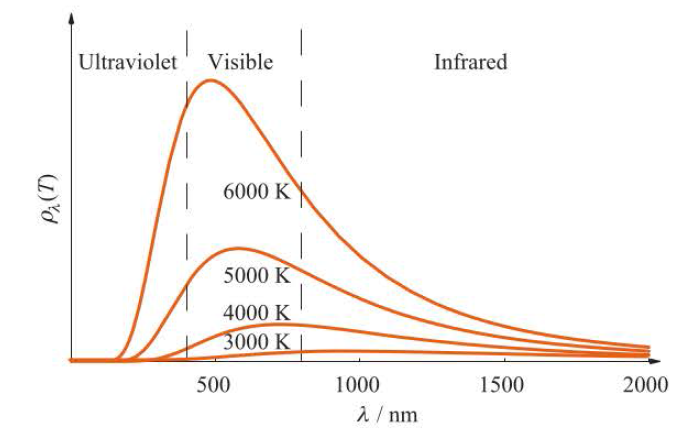 Ultraviolet Visible Infrared
ρλ(T)
6000 K
5000 K
4000 K
3000 K
500 1000 1500 2000
λ / nm